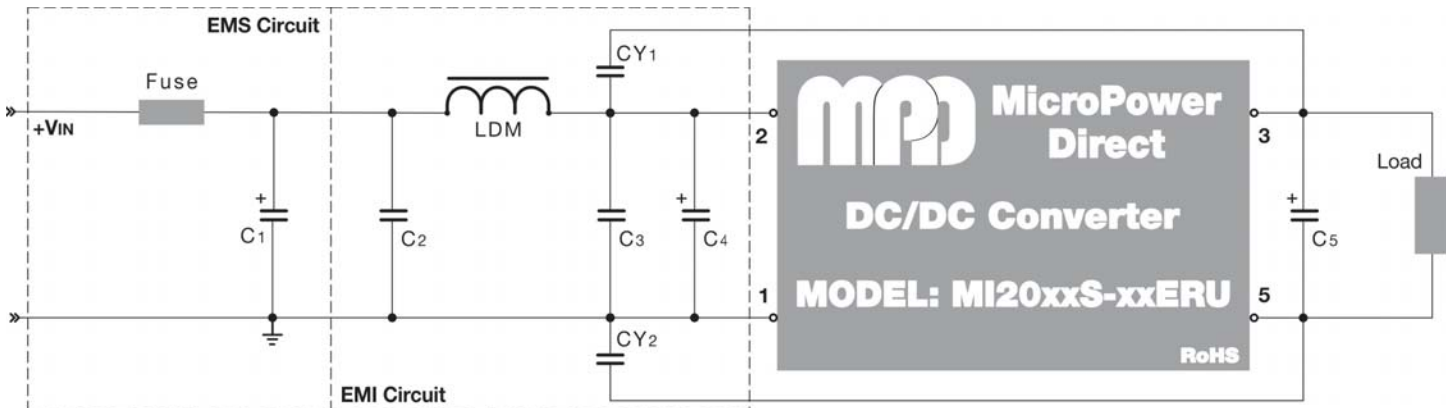 EMS Circuit
CY1
Fuse
+VIN
LDM
2
MPD
MicroPower
Direct
3
Load
DC/DC Converter
+
C1
C2
C3
+
C4
+
C5
1
MODEL: MI20xxS-xxERU
5
CY2
RoHS
EMI Circuit